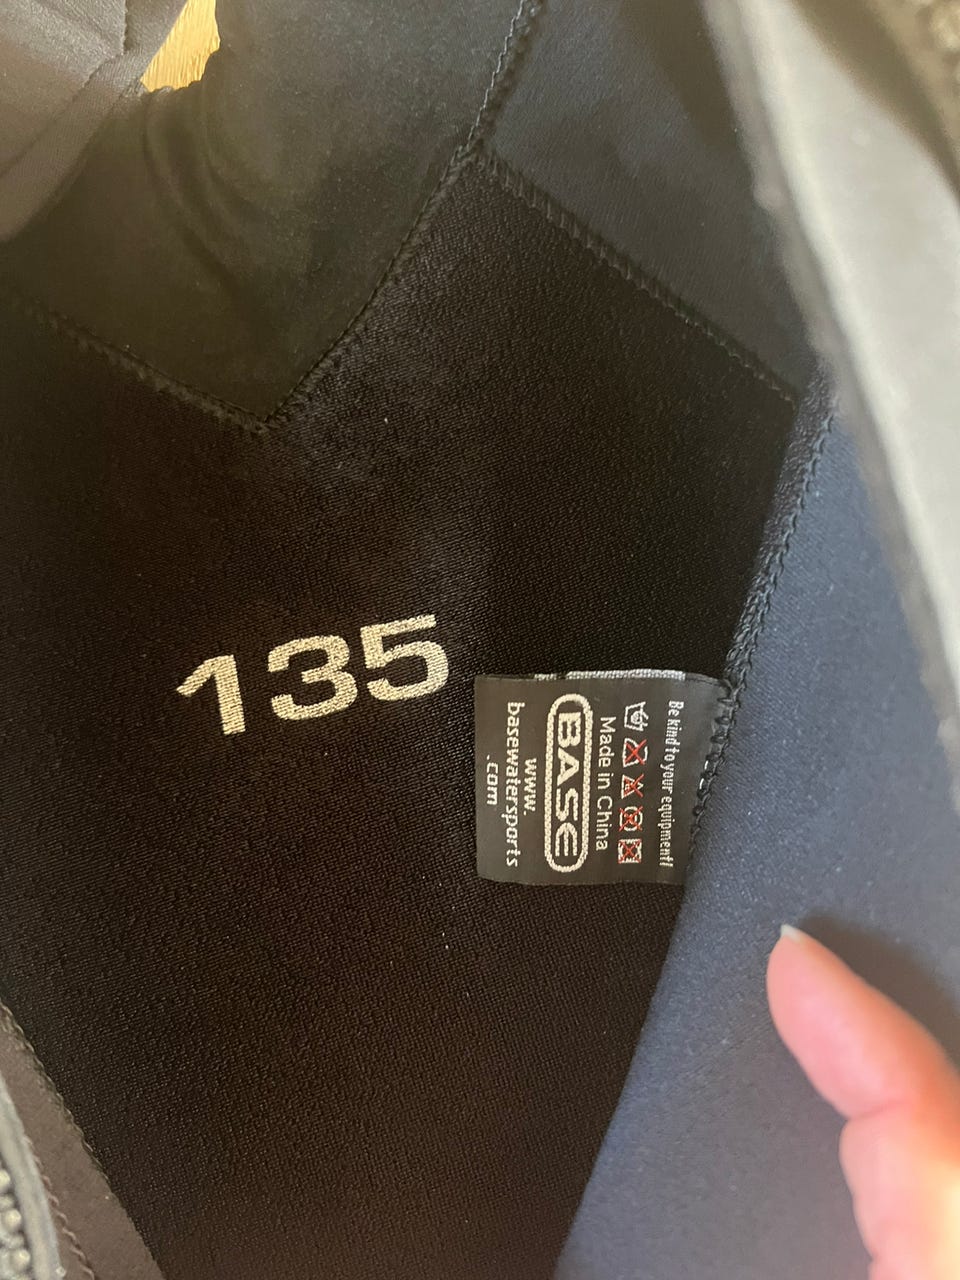 135
Be kind to your equipment!
Made in China
BASE
www.
basewatersports
.com